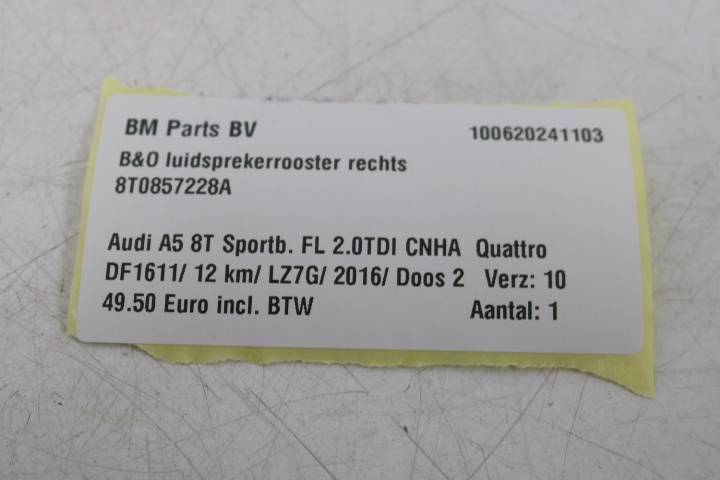 BM Parts BV 100620241103
B&O luidsprekerrooster rechts
8T0857228A
Audi A5 8T Sportb. FL 2.0TDI CNHA Quattro
DF1611/ 12 km/ LZ7G/ 2016/ Doos 2 Verz: 10
49.50 Euro incl. BTW Aantal: 1